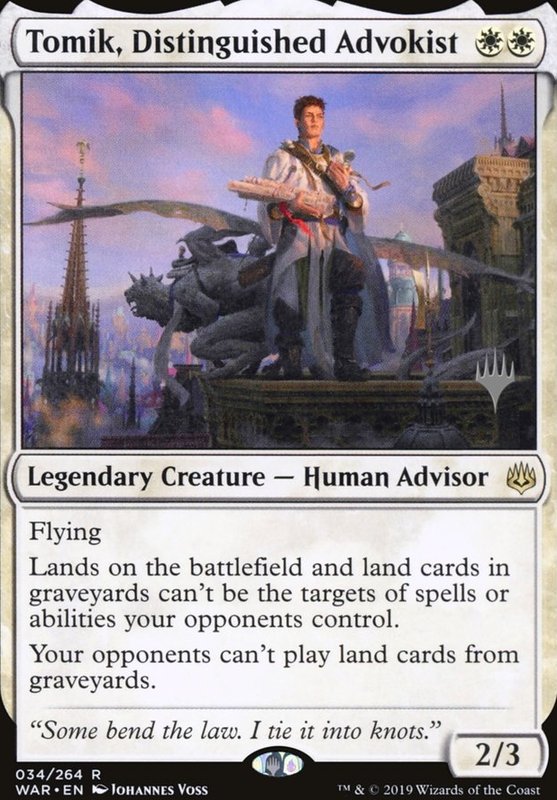 Tomik, Distinguished Advokist
Legendary Creature — Human Advisor
Flying
Lands on the battlefield and land cards in
graveyards can't be the targets of spells or
abilities your opponents control.
Your opponents can't play land cards from
graveyards.
“Some bend the law. I tie it into knots.”
2/3
034/264 R
WAR • EN Johannes Voss
™ & © 2019 Wizards of the Coast